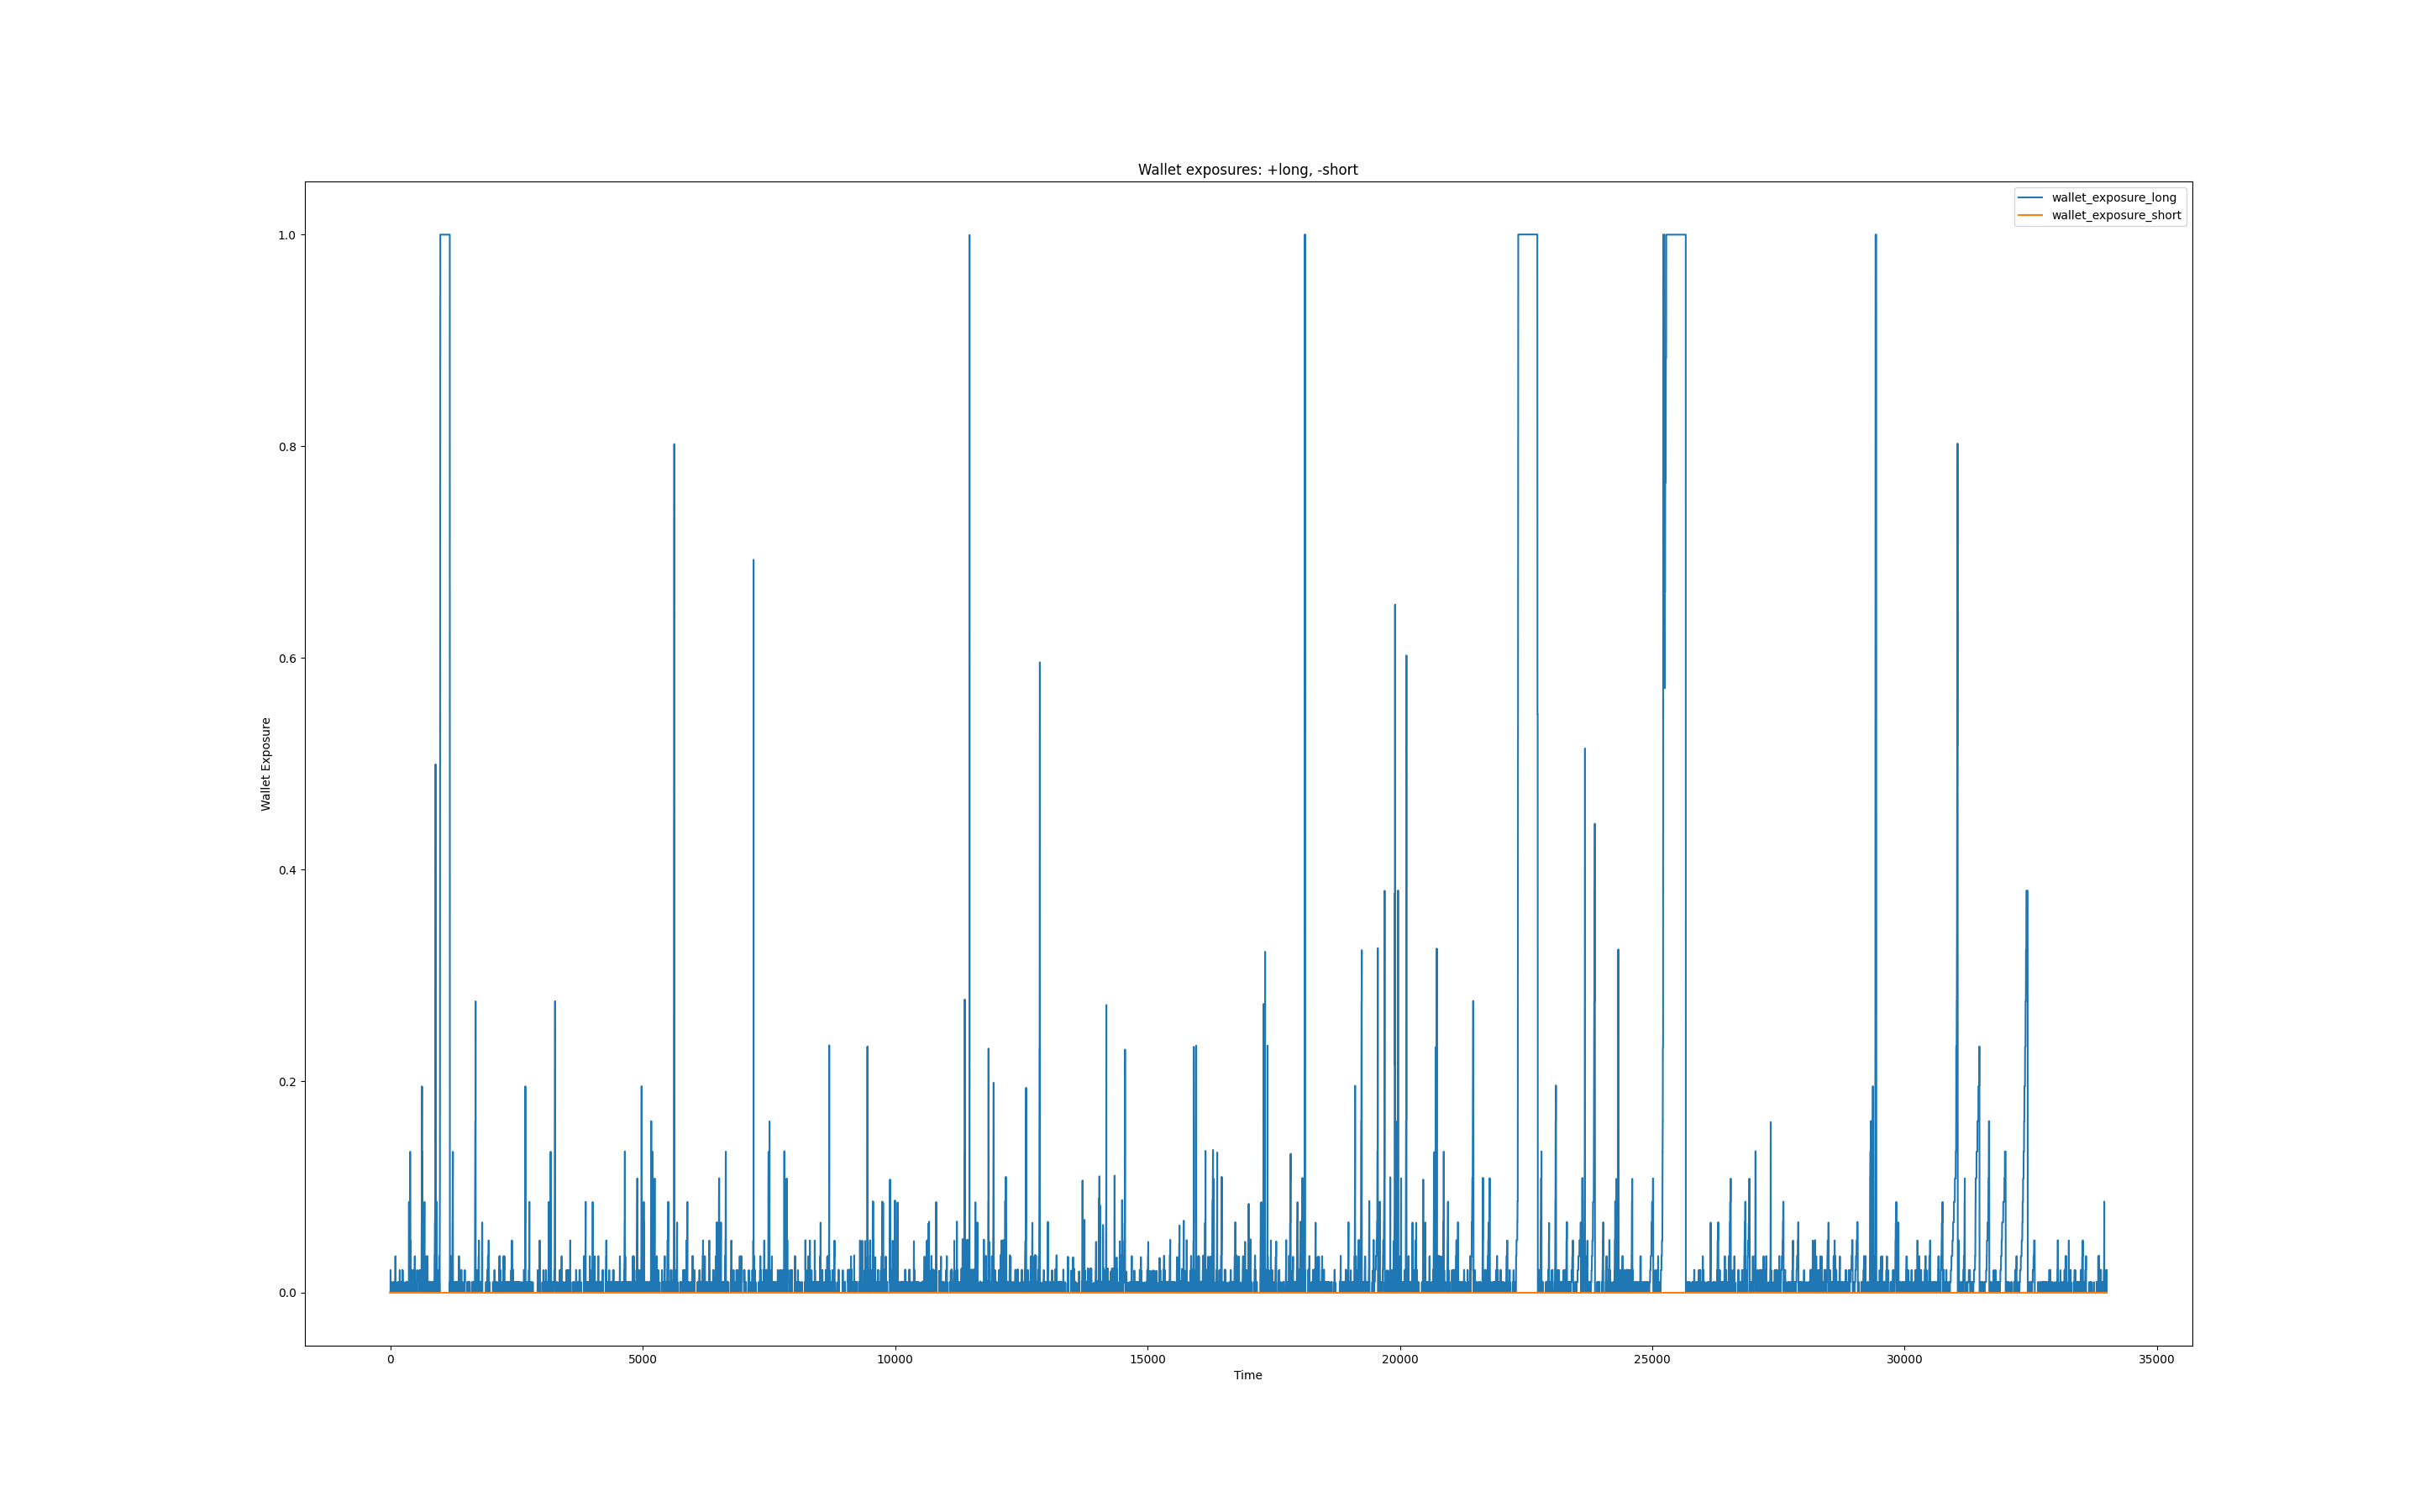 Wallet exposures: +long, -short
wallet_exposure_long
wallet_exposure_short
1.0
0.8
0.6
0.4
0.2
0.0
Wallet Exposure
0 5000 10000 15000 20000 25000 30000 35000
Time